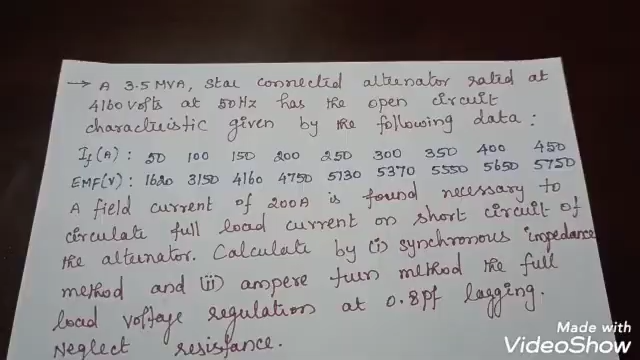 → A 3.5 MVA, Star connected alternator rated at
4160 volts at 50Hz has the open circuit
characteristic given by the following data:
If(A): 50 100 150 200 250 300 350 400 450
EMF(V): 1620 3150 4160 4750 5130 5370 5550 5650 5750
A field current of 200A is found necessary to
circulate full load current on short circuit of
the alternator. Calculate by (i) synchronous impedance
method and (ii) ampere turn method the full
load voltage regulation at 0.8pf lagging.
Neglect resistance.
Made with
VideoShow